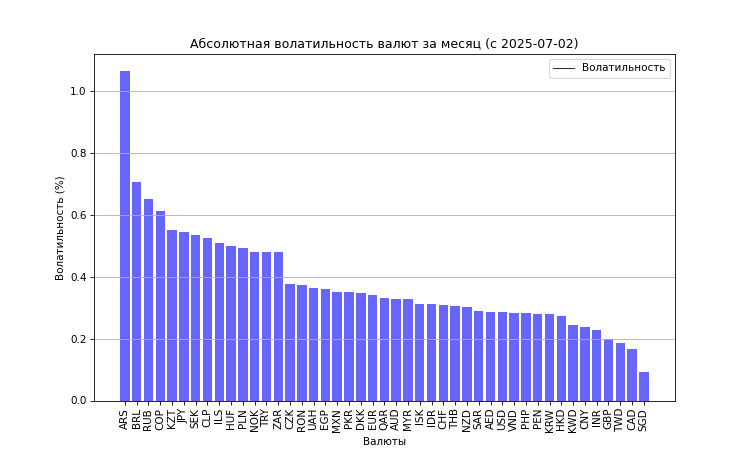 Абсолютная волатильность валют за месяц (с 2025-07-02)
Волатильность
1.0
0.8
0.6
0.4
0.2
0.0
Волатильность (%)
ARS BRL RUB COP KZT JPY SEK CLP ILS HUF PLN NOK TRY ZAR CZK RON UAH EGP MXN PKR DKK EUR QAR AUD MYR ISK IDR CHF THB NZD SAR AED USD VND PHP PEN KRW HKD KWD CNY INR GBP TWD CAD SGD
Валюты